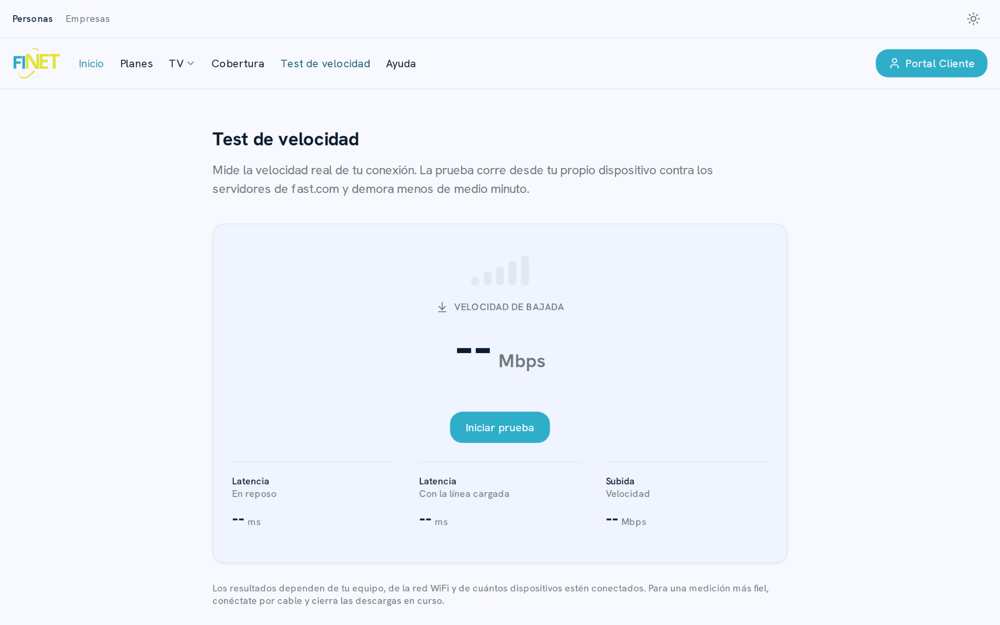 Personas Empresas
FINET Inicio Planes TV Cobertura Test de velocidad Ayuda Portal Cliente
Test de velocidad
Mide la velocidad real de tu conexión. La prueba corre desde tu propio dispositivo contra los
servidores de fast.com y demora menos de medio minuto.
VELOCIDAD DE BAJADA
-- Mbps
Iniciar prueba
Latencia
En reposo
-- ms
Latencia
Con la línea cargada
-- ms
Subida
Velocidad
-- Mbps
Los resultados dependen de tu equipo, de la red WiFi y de cuántos dispositivos estén conectados. Para una medición más fiel,
conéctate por cable y cierra las descargas en curso.